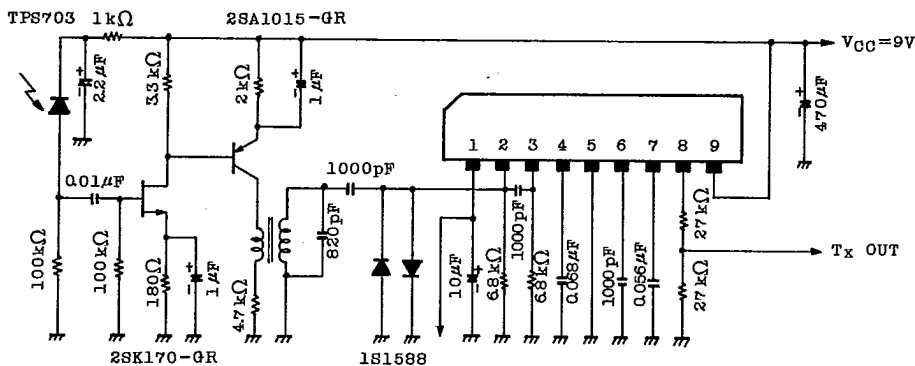 TPS703
1kΩ
2SA1015-GR
VCC=9V
2.2μF
3.3kΩ
2kΩ
1μF
470μF
1 2 3 4 5 6 7 8 9
0.01μF
1000pF
820pF
1000pF
27kΩ
Tx OUT
100kΩ
100kΩ
180Ω
1μF
4.7kΩ
10μF
6.8kΩ
6.8kΩ
0.068μF
1000pF
0.056μF
27kΩ
2SK170-GR
1S1588